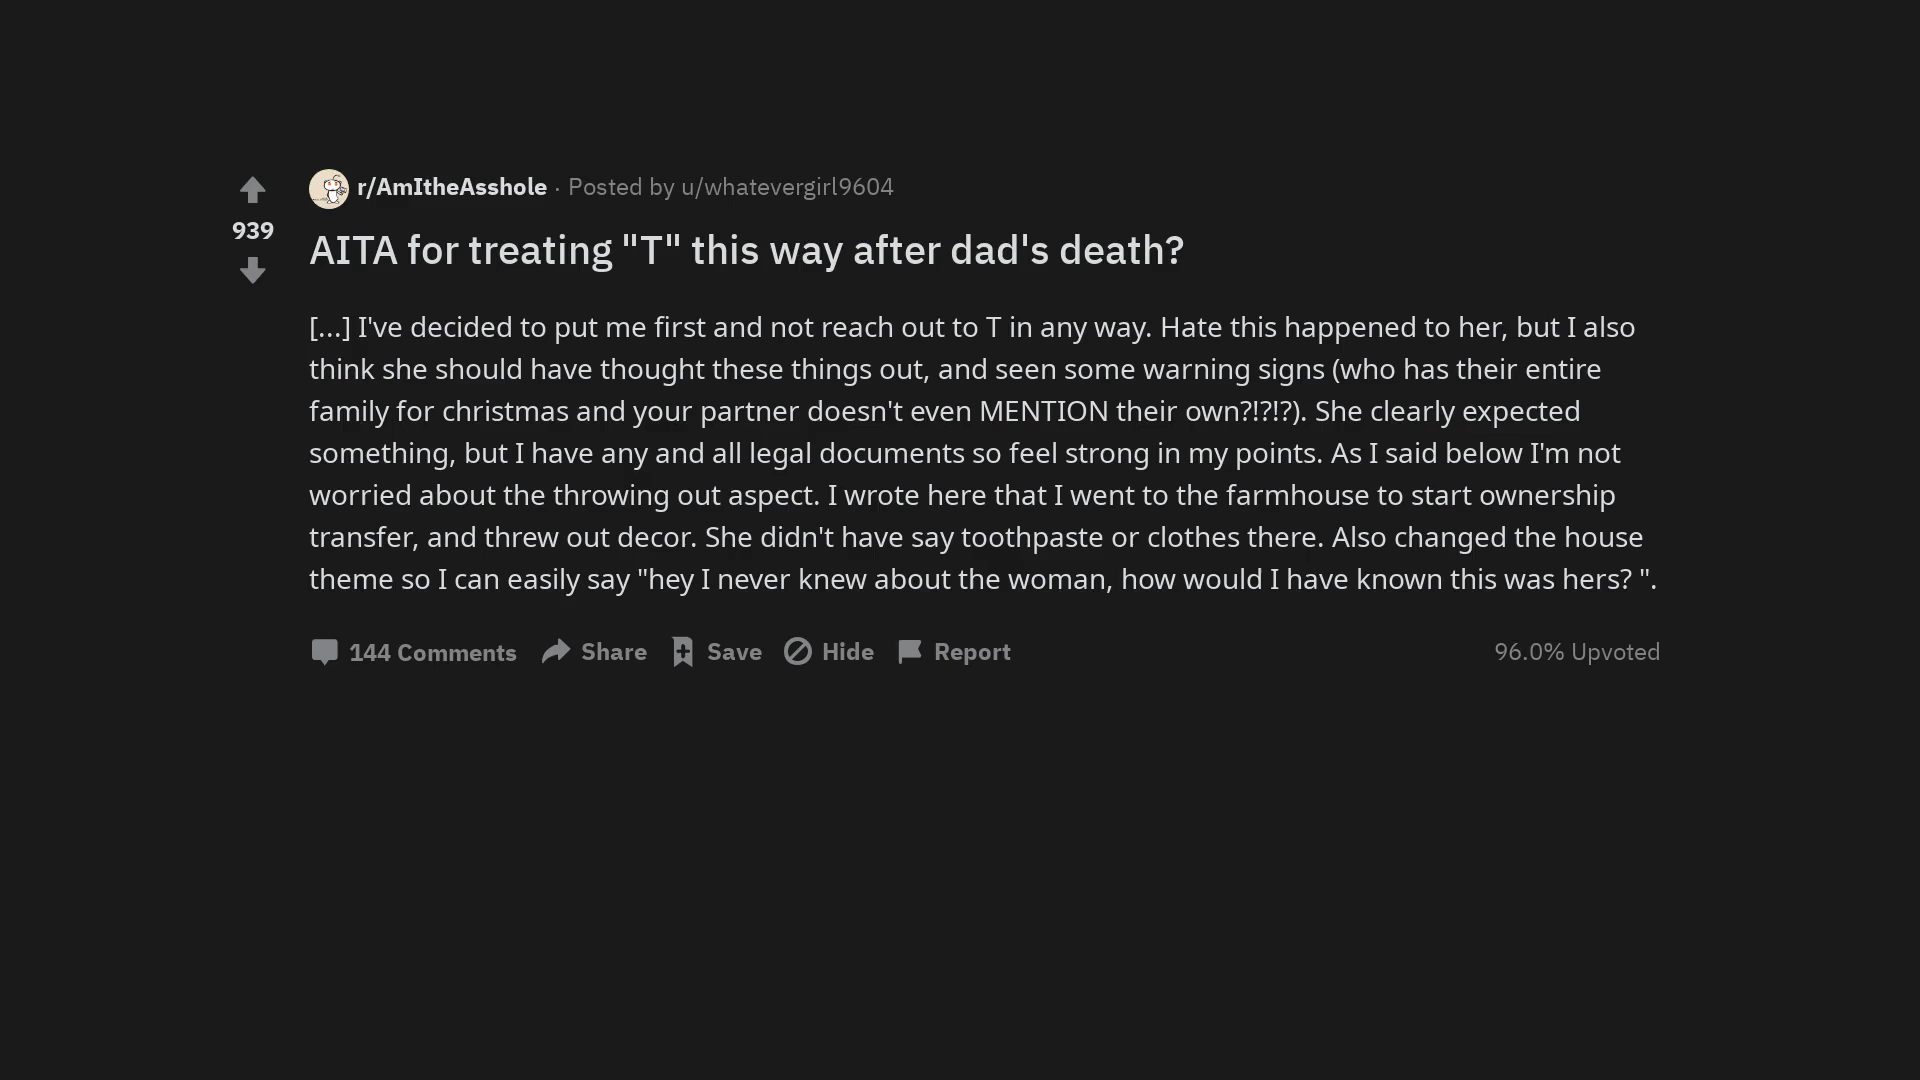 r/AmItheAsshole · Posted by u/whatevergirl9604
939
AITA for treating "T" this way after dad's death?
[...] I've decided to put me first and not reach out to T in any way. Hate this happened to her, but I also
think she should have thought these things out, and seen some warning signs (who has their entire
family for christmas and your partner doesn't even MENTION their own?!?!?). She clearly expected
something, but I have any and all legal documents so feel strong in my points. As I said below I'm not
worried about the throwing out aspect. I wrote here that I went to the farmhouse to start ownership
transfer, and threw out decor. She didn't have say toothpaste or clothes there. Also changed the house
theme so I can easily say "hey I never knew about the woman, how would I have known this was hers? ".
144 Comments Share Save Hide Report 96.0% Upvoted